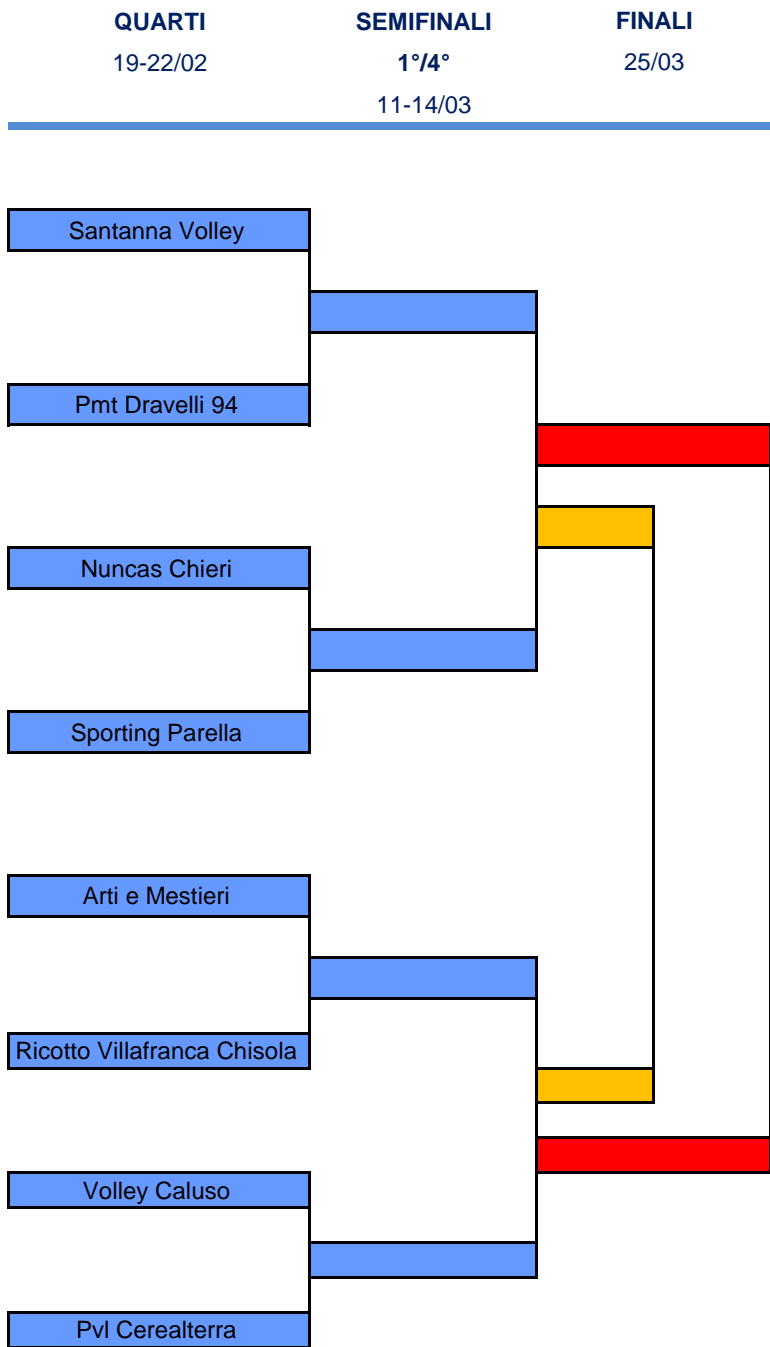 QUARTI SEMIFINALI FINALI
19-22/02 1°/4° 25/03
11-14/03
Santanna Volley
Pmt Dravelli 94
Nuncas Chieri
Sporting Parella
Arti e Mestieri
Ricotto Villafranca Chisola
Volley Caluso
Pvl Cerealterra